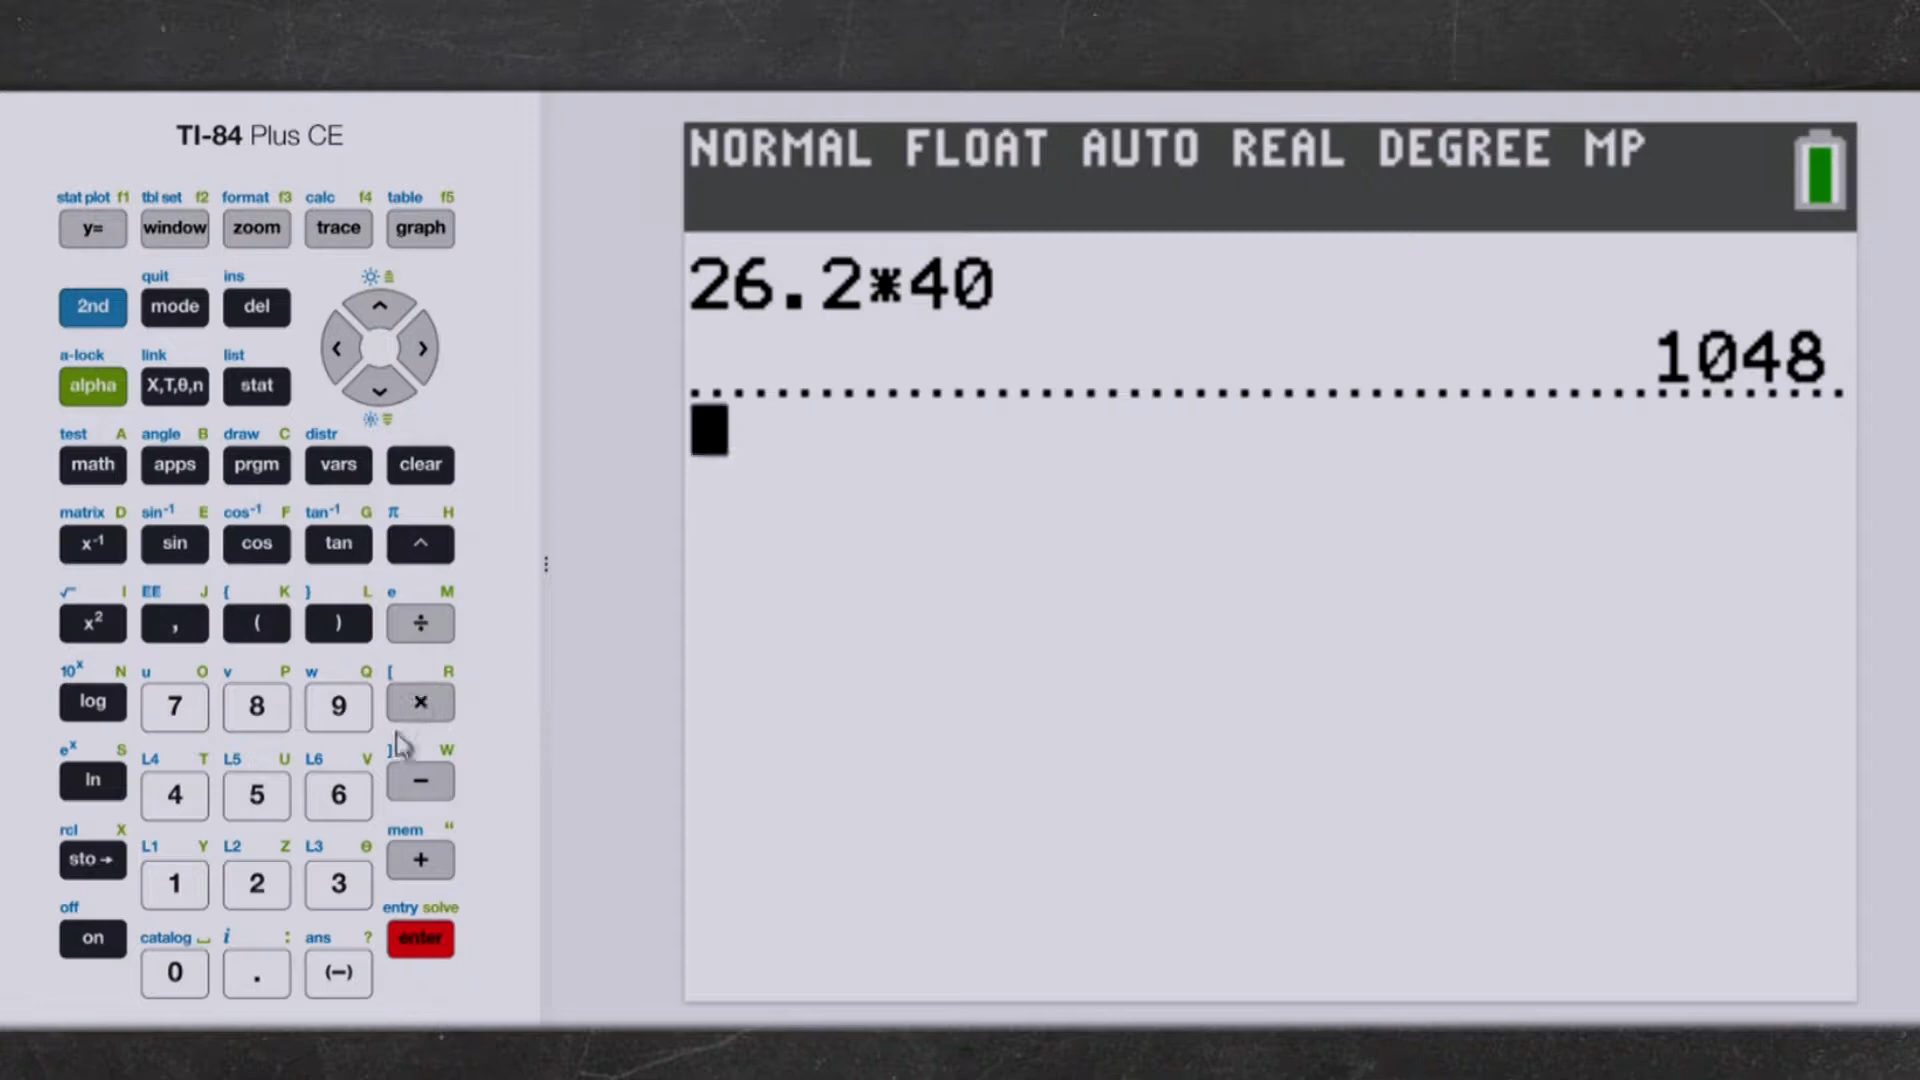 TI-84 Plus CE
NORMAL FLOAT AUTO REAL DEGREE MP
26.2*40
1048
stat plot f1 tbl set f2 format f3 calc f4 table f5
y= window zoom trace graph
quit ins
2nd mode del
a-lock link list
alpha X,T,θ,n stat
test A angle B draw C distr
math apps prgm vars clear
matrix D sin⁻¹ E cos⁻¹ F tan⁻¹ G π H
x⁻¹ sin cos tan ^
√ I EE J { K } L e M
x² , ( ) ÷
10ˣ N u O v P w Q [ R
log 7 8 9 ×
eˣ S L4 T L5 U L6 V ] W
ln 4 5 6 −
rcl X L1 Y L2 Z L3 θ mem "
sto→ 1 2 3 +
off entry solve
on enter
catalog ⎵ i : ans ?
0 . (−)